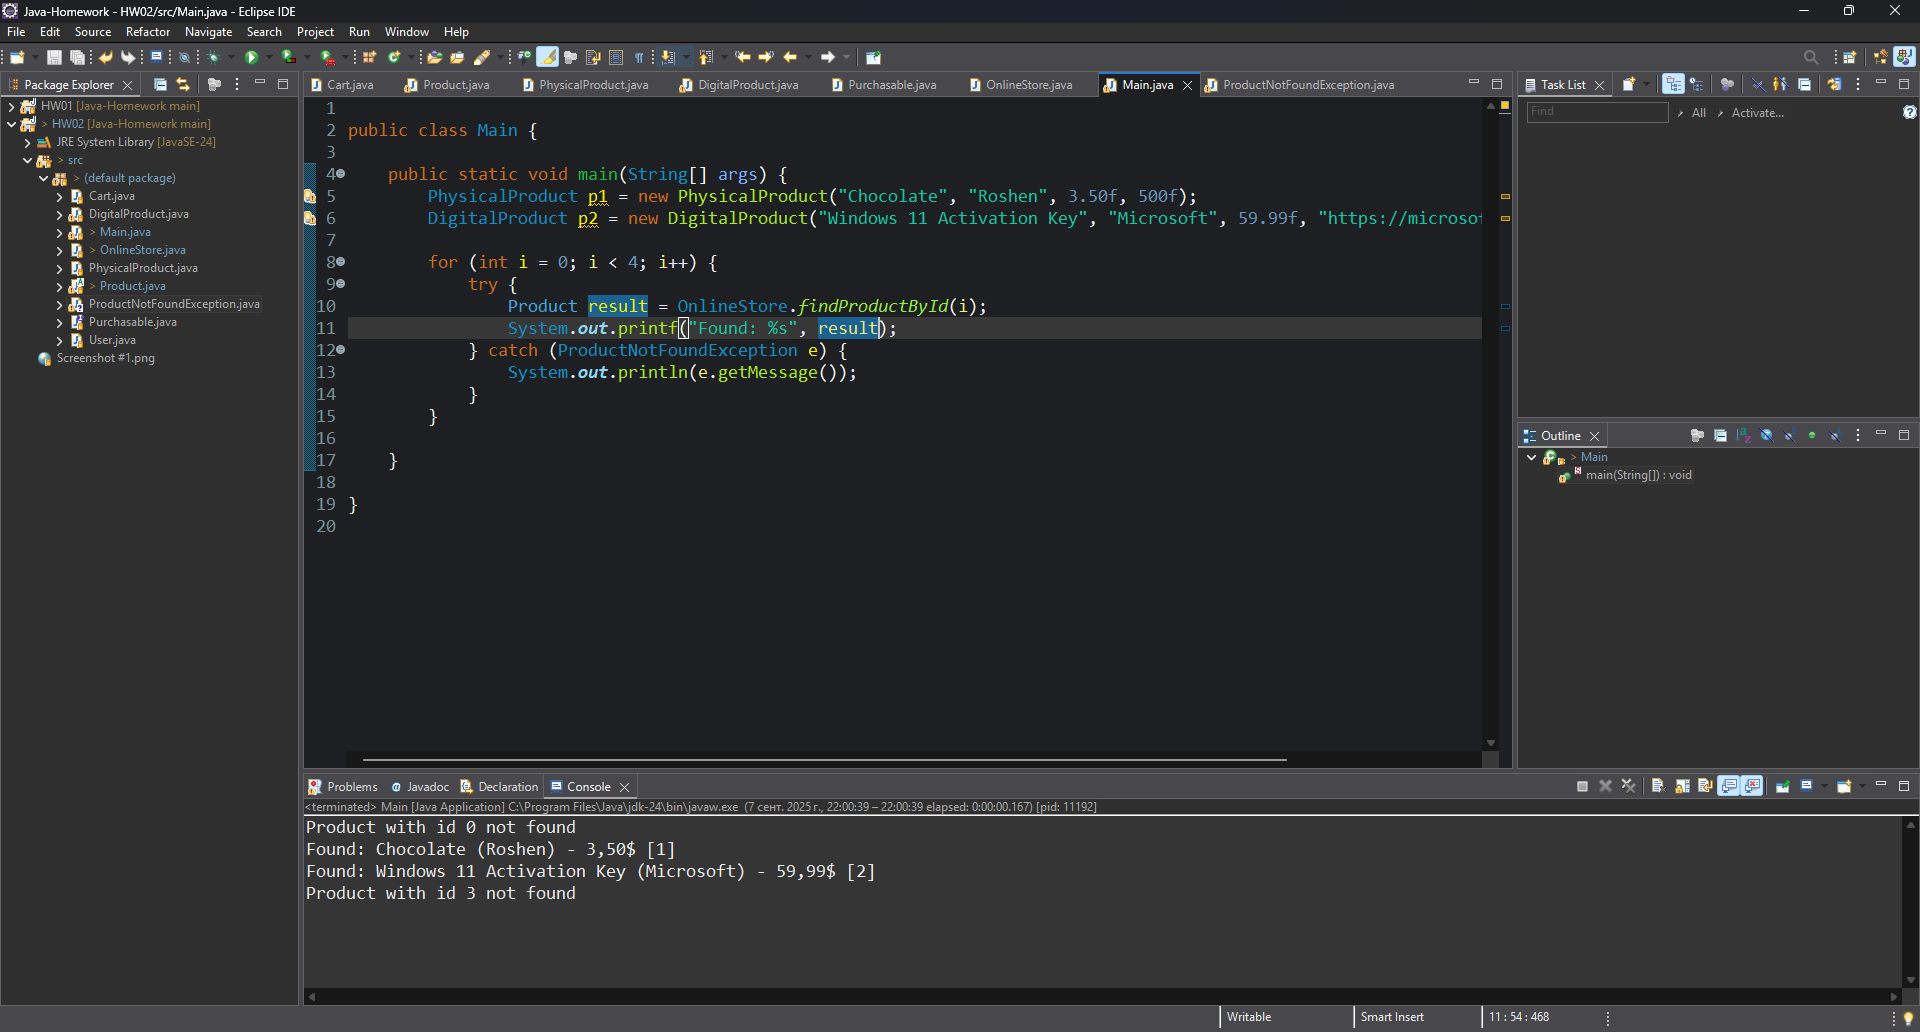 Java-Homework - HW02/src/Main.java - Eclipse IDE
File Edit Source Refactor Navigate Search Project Run Window Help
Package Explorer
HW01 [Java-Homework main]
> HW02 [Java-Homework main]
JRE System Library [JavaSE-24]
> src
> (default package)
Cart.java
DigitalProduct.java
> Main.java
> OnlineStore.java
PhysicalProduct.java
> Product.java
ProductNotFoundException.java
Purchasable.java
User.java
Screenshot #1.png
Cart.java Product.java PhysicalProduct.java DigitalProduct.java Purchasable.java OnlineStore.java Main.java ProductNotFoundException.java
1
2 public class Main {
3
4 public static void main(String[] args) {
5 PhysicalProduct p1 = new PhysicalProduct("Chocolate", "Roshen", 3.50f, 500f);
6 DigitalProduct p2 = new DigitalProduct("Windows 11 Activation Key", "Microsoft", 59.99f, "https://microsof
7
8 for (int i = 0; i < 4; i++) {
9 try {
10 Product result = OnlineStore.findProductById(i);
11 System.out.printf("Found: %s", result);
12 } catch (ProductNotFoundException e) {
13 System.out.println(e.getMessage());
14 }
15 }
16
17 }
18
19 }
20
Task List
Find
All
Activate...
Outline
> Main
main(String[]) : void
Problems Javadoc Declaration Console
<terminated> Main [Java Application] C:\Program Files\Java\jdk-24\bin\javaw.exe (7 сент. 2025 г., 22:00:39 – 22:00:39 elapsed: 0:00:00.167) [pid: 11192]
Product with id 0 not found
Found: Chocolate (Roshen) - 3,50$ [1]
Found: Windows 11 Activation Key (Microsoft) - 59,99$ [2]
Product with id 3 not found
Writable
Smart Insert
11 : 54 : 468